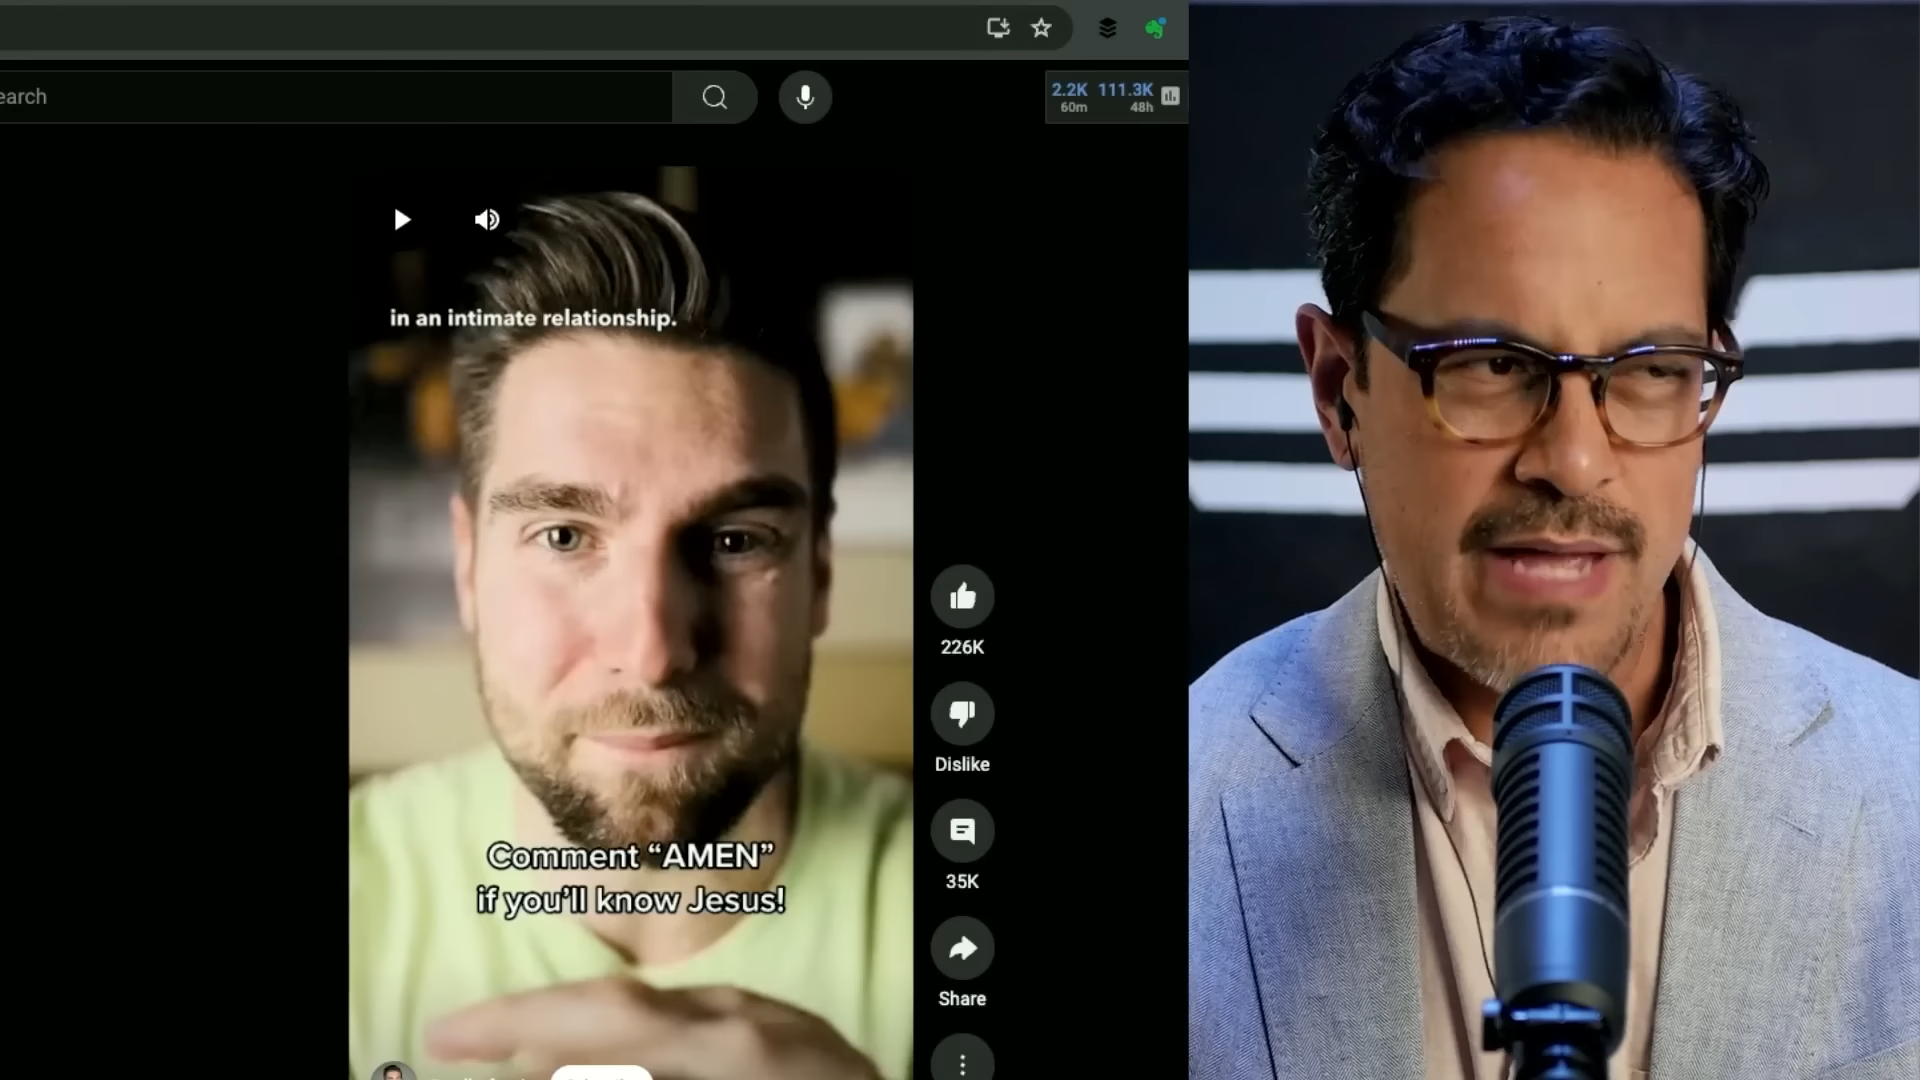 earch
2.2K 111.3K
60m 48h
in an intimate relationship.
226K
Dislike
35K
Comment “AMEN”
if you’ll know Jesus!
Share